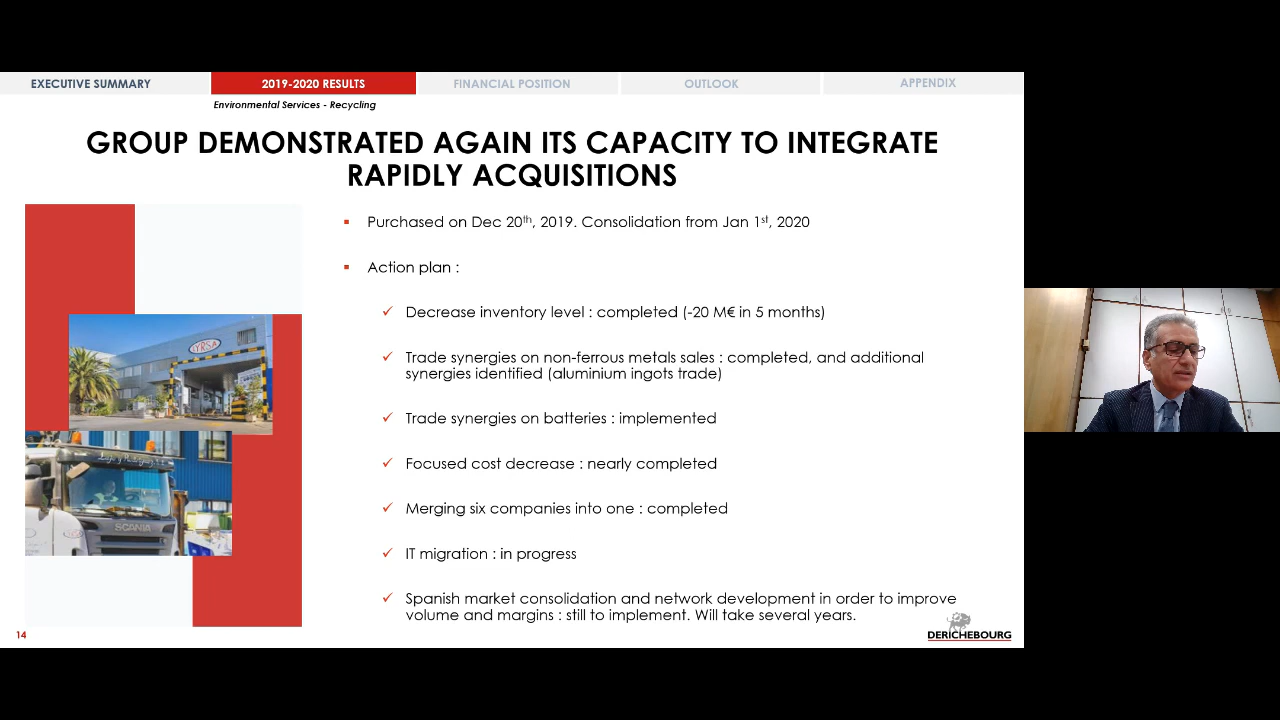 EXECUTIVE SUMMARY
2019-2020 RESULTS
FINANCIAL POSITION
OUTLOOK
APPENDIX
Environmental Services - Recycling
GROUP DEMONSTRATED AGAIN ITS CAPACITY TO INTEGRATE
RAPIDLY ACQUISITIONS
Purchased on Dec 20th, 2019. Consolidation from Jan 1st, 2020
Action plan :
Decrease inventory level : completed (-20 M€ in 5 months)
Trade synergies on non-ferrous metals sales : completed, and additional
synergies identified (aluminium ingots trade)
Trade synergies on batteries : implemented
Focused cost decrease : nearly completed
Merging six companies into one : completed
IT migration : in progress
Spanish market consolidation and network development in order to improve
volume and margins : still to implement. Will take several years.
LYRSA
SCANIA
14
DERICHEBOURG